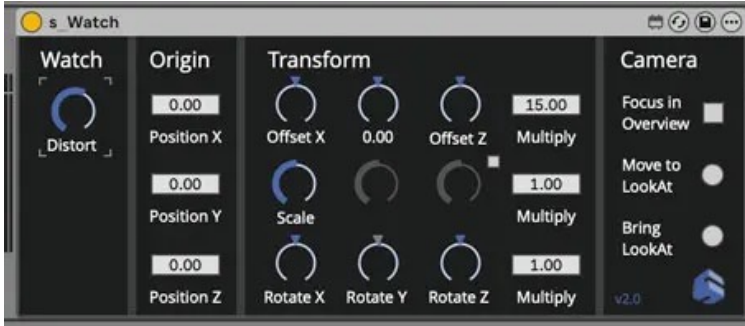 s_Watch
Watch
Distort
Origin
0.00
Position X
0.00
Position Y
0.00
Position Z
Transform
Offset X
0.00
Offset Z
15.00
Multiply
Scale
1.00
Multiply
Rotate X
Rotate Y
Rotate Z
1.00
Multiply
Camera
Focus in
Overview
Move to
LookAt
Bring
LookAt
v2.0